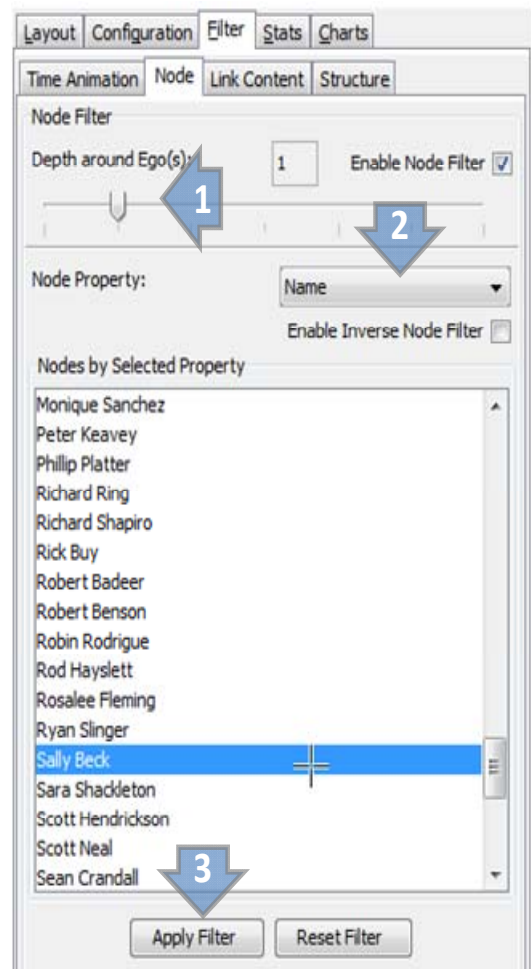 Layout Configuration Filter Stats Charts
Time Animation Node Link Content Structure
Node Filter
Depth around Ego(s): 1 Enable Node Filter
1
2
Node Property: Name
Enable Inverse Node Filter
Nodes by Selected Property
Monique Sanchez
Peter Keavey
Phillip Platter
Richard Ring
Richard Shapiro
Rick Buy
Robert Badeer
Robert Benson
Robin Rodrigue
Rod Hayslett
Rosalee Fleming
Ryan Slinger
Sally Beck
Sara Shackleton
Scott Hendrickson
Scott Neal
Sean Crandall
3
Apply Filter Reset Filter